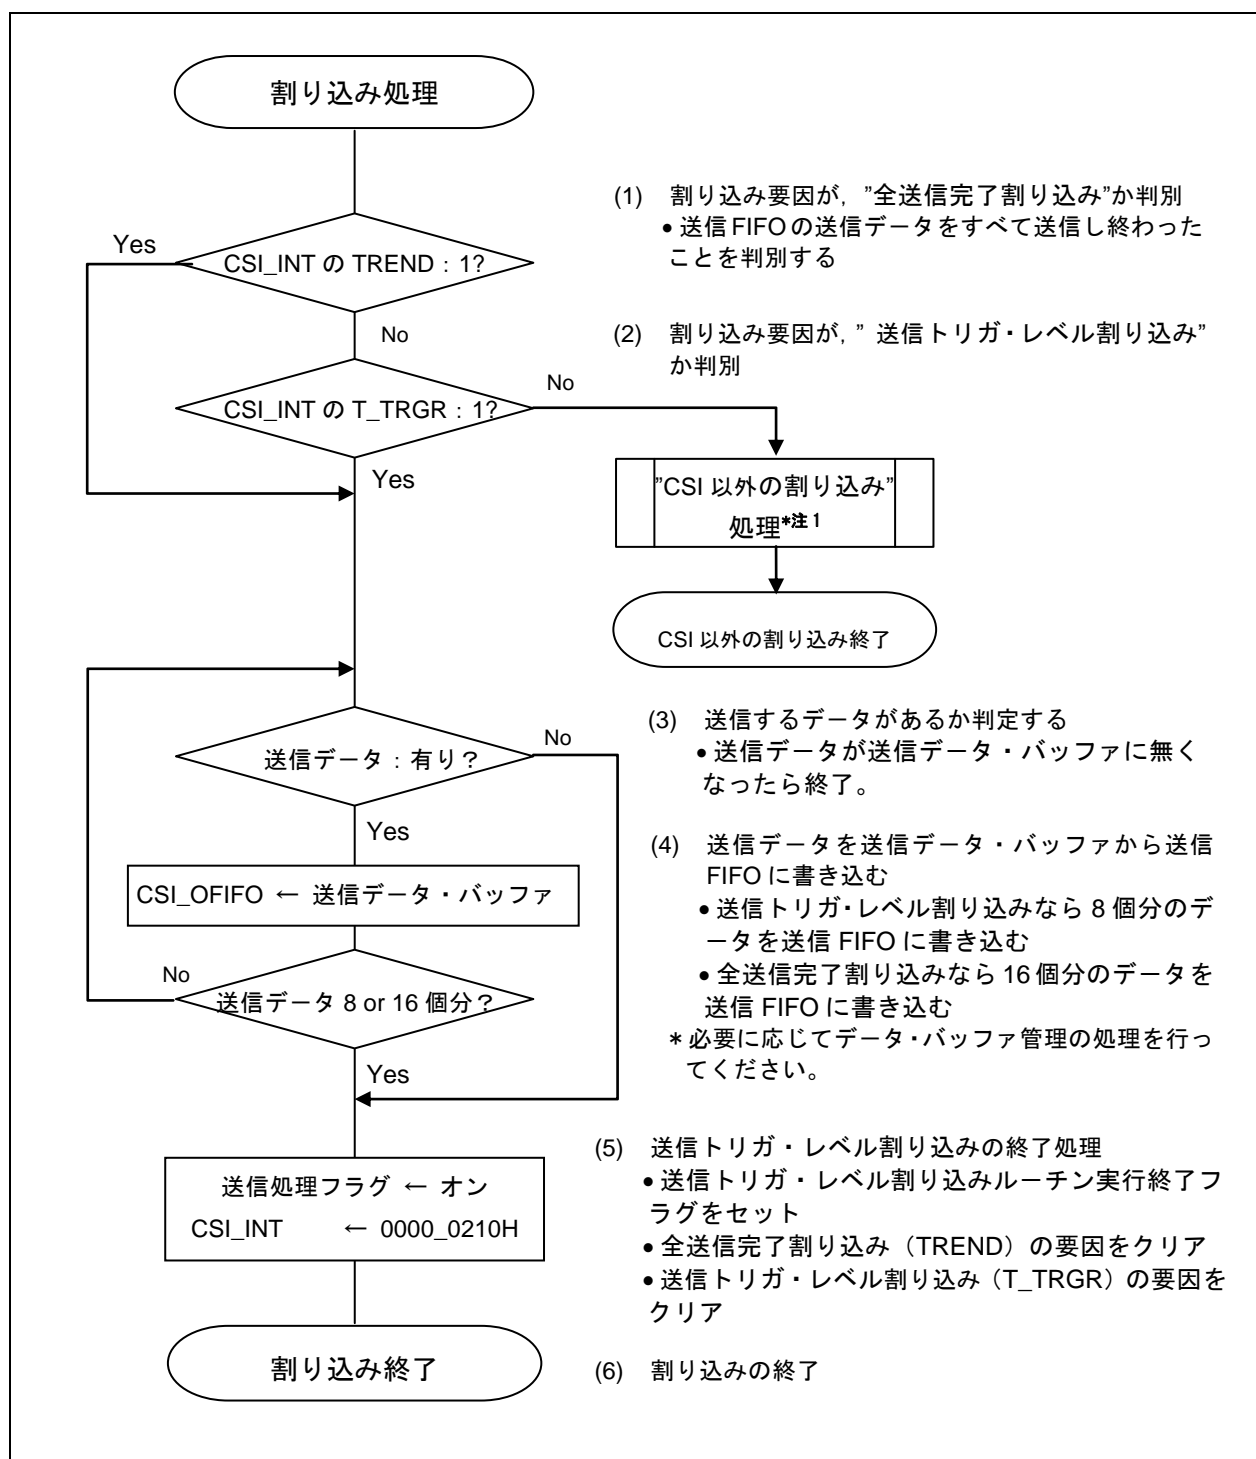 割り込み処理
(1) 割り込み要因が，”全送信完了割り込み”か判別
• 送信 FIFO の送信データをすべて送信し終わった
ことを判別する
Yes
CSI_INT の TREND：1?
No
(2) 割り込み要因が，” 送信トリガ・レベル割り込み”
か判別
No
CSI_INT の T_TRGR：1?
Yes
”CSI 以外の割り込み”
処理*注 1
CSI 以外の割り込み終了
(3) 送信するデータがあるか判定する
• 送信データが送信データ・バッファに無く
なったら終了。
No
送信データ：有り？
Yes
(4) 送信データを送信データ・バッファから送信
FIFO に書き込む
• 送信トリガ・レベル割り込みなら 8 個分のデ
ータを送信 FIFO に書き込む
• 全送信完了割り込みなら 16 個分のデータを
送信 FIFO に書き込む
＊必要に応じてデータ・バッファ管理の処理を行っ
てください。
CSI_OFIFO ← 送信データ・バッファ
No
送信データ 8 or 16 個分？
Yes
(5) 送信トリガ・レベル割り込みの終了処理
• 送信トリガ・レベル割り込みルーチン実行終了フ
ラグをセット
• 全送信完了割り込み（TREND）の要因をクリア
• 送信トリガ・レベル割り込み（T_TRGR）の要因を
クリア
送信処理フラグ ← オン
CSI_INT ← 0000_0210H
割り込み終了
(6) 割り込みの終了